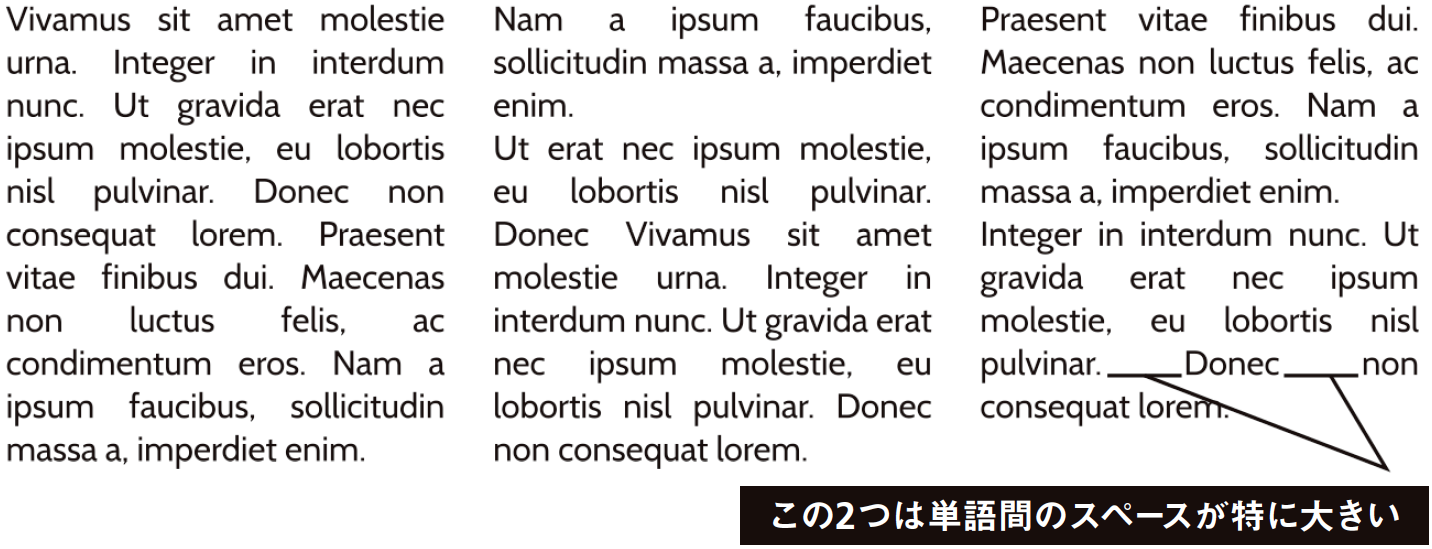 Vivamus sit amet molestie
urna. Integer in interdum
nunc. Ut gravida erat nec
ipsum molestie, eu lobortis
nisl pulvinar. Donec non
consequat lorem. Praesent
vitae finibus dui. Maecenas
non luctus felis, ac
condimentum eros. Nam a
ipsum faucibus, sollicitudin
massa a, imperdiet enim.
Nam a ipsum faucibus,
sollicitudin massa a, imperdiet
enim.
Ut erat nec ipsum molestie,
eu lobortis nisl pulvinar.
Donec Vivamus sit amet
molestie urna. Integer in
interdum nunc. Ut gravida erat
nec ipsum molestie, eu
lobortis nisl pulvinar. Donec
non consequat lorem.
Praesent vitae finibus dui.
Maecenas non luctus felis, ac
condimentum eros. Nam a
ipsum faucibus, sollicitudin
massa a, imperdiet enim.
Integer in interdum nunc. Ut
gravida erat nec ipsum
molestie, eu lobortis nisl
pulvinar. Donec non
consequat lorem.
この2つは単語間のスペースが特に大きい